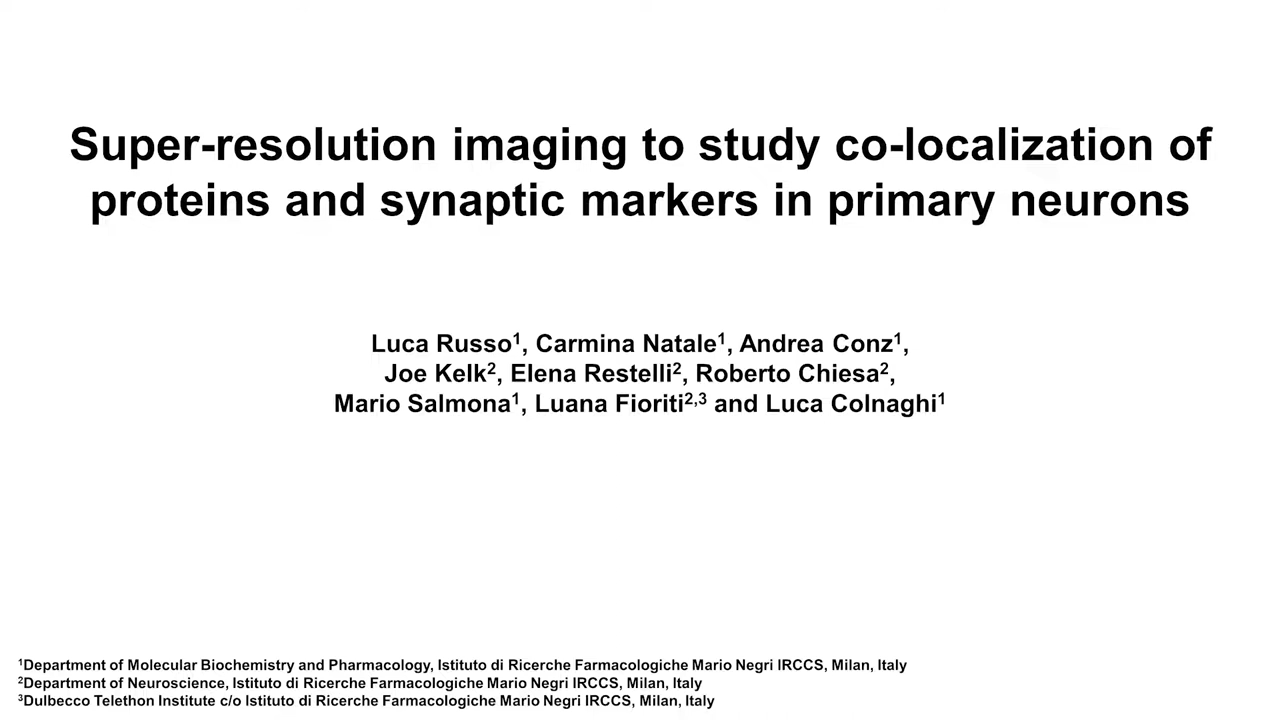 Super-resolution imaging to study co-localization of
proteins and synaptic markers in primary neurons
Luca Russo¹, Carmina Natale¹, Andrea Conz¹,
Joe Kelk², Elena Restelli², Roberto Chiesa²,
Mario Salmona¹, Luana Fioriti²,³ and Luca Colnaghi¹
¹Department of Molecular Biochemistry and Pharmacology, Istituto di Ricerche Farmacologiche Mario Negri IRCCS, Milan, Italy
²Department of Neuroscience, Istituto di Ricerche Farmacologiche Mario Negri IRCCS, Milan, Italy
³Dulbecco Telethon Institute c/o Istituto di Ricerche Farmacologiche Mario Negri IRCCS, Milan, Italy